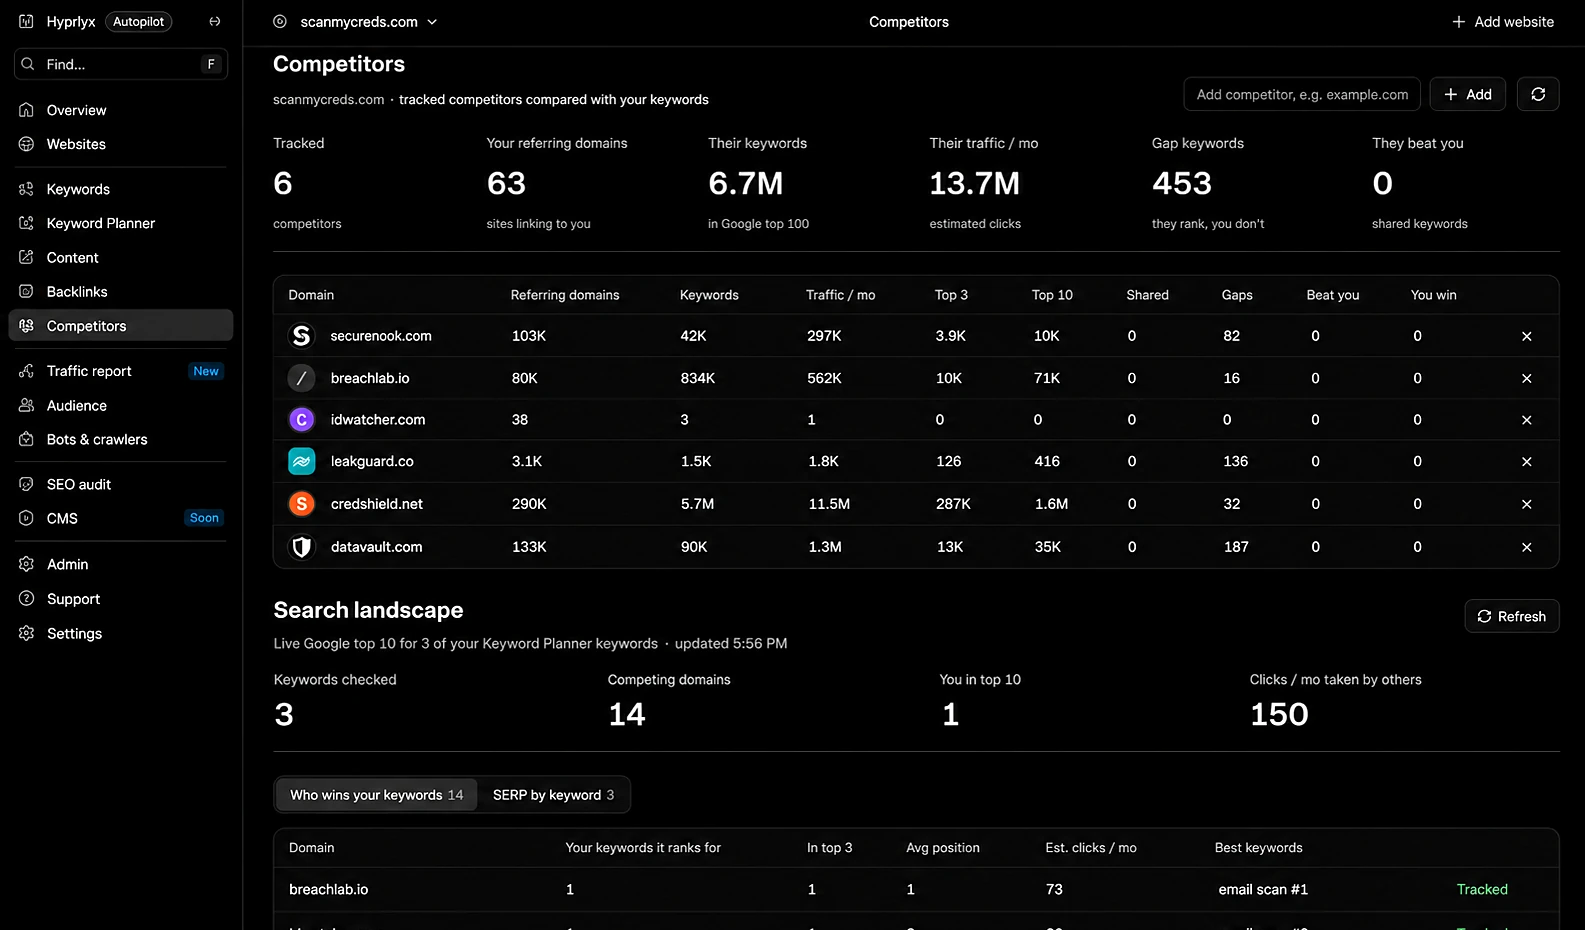 Hyprlyx Autopilot
Find... F
Overview
Websites
Keywords
Keyword Planner
Content
Backlinks
Competitors
Traffic report New
Audience
Bots & crawlers
SEO audit
CMS Soon
Admin
Support
Settings
scanmycreds.com
Competitors
+ Add website
Competitors
scanmycreds.com · tracked competitors compared with your keywords
Add competitor, e.g. example.com
+ Add
Tracked Your referring domains Their keywords Their traffic / mo Gap keywords They beat you
6 63 6.7M 13.7M 453 0
competitors sites linking to you in Google top 100 estimated clicks they rank, you don’t shared keywords
Domain Referring domains Keywords Traffic / mo Top 3 Top 10 Shared Gaps Beat you You win
S securenook.com 103K 42K 297K 3.9K 10K 0 82 0 0 ×
/ breachlab.io 80K 834K 562K 10K 71K 0 16 0 0 ×
C idwatcher.com 38 3 1 0 0 0 0 0 0 ×
leakguard.co 3.1K 1.5K 1.8K 126 416 0 136 0 0 ×
S credshield.net 290K 5.7M 11.5M 287K 1.6M 0 32 0 0 ×
datavault.com 133K 90K 1.3M 13K 35K 0 187 0 0 ×
Search landscape
Refresh
Live Google top 10 for 3 of your Keyword Planner keywords · updated 5:56 PM
Keywords checked Competing domains You in top 10 Clicks / mo taken by others
3 14 1 150
Who wins your keywords 14 SERP by keyword 3
Domain Your keywords it ranks for In top 3 Avg position Est. clicks / mo Best keywords
breachlab.io 1 1 1 73 email scan #1 Tracked